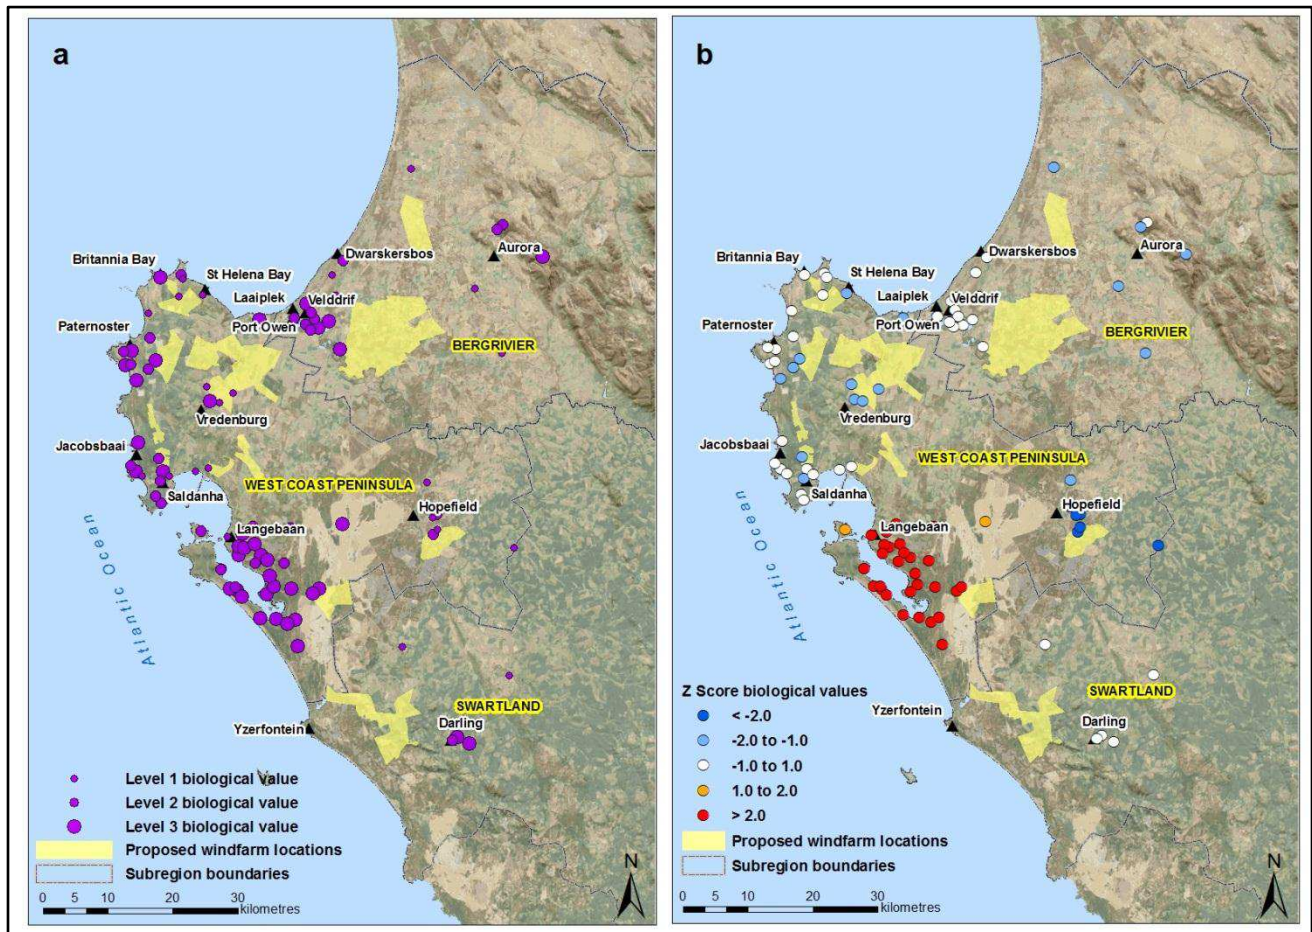 a
Dwarskersbos
Aurora
Britannia Bay
St Helena Bay
Laaiplek
Velddrif
Port Owen
Paternoster
BERGRIVIER
Vredenburg
Jacobsbaai
WEST COAST PENINSULA
Saldanha
Hopefield
Langebaan
Atlantic Ocean
SWARTLAND
Yzerfontein
Darling
Level 1 biological value
Level 2 biological value
Level 3 biological value
Proposed windfarm locations
Subregion boundaries
0 5 10 20 30
kilometres
N
b
Dwarskersbos
Aurora
Britannia Bay
St Helena Bay
Laaiplek
Velddrif
Port Owen
Paternoster
BERGRIVIER
Vredenburg
Jacobsbaai
WEST COAST PENINSULA
Saldanha
Hopefield
Langebaan
Atlantic Ocean
Z Score biological values
< -2.0
-2.0 to -1.0
-1.0 to 1.0
1.0 to 2.0
> 2.0
SWARTLAND
Yzerfontein
Darling
Proposed windfarm locations
Subregion boundaries
0 5 10 20 30
kilometres
N